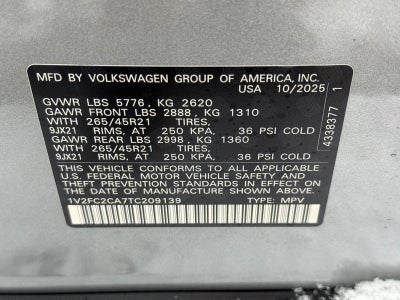 MFD BY VOLKSWAGEN GROUP OF AMERICA, INC.
USA 10/2025
GVWR LBS 5776 , KG 2620
GAWR FRONT LBS 2888 , KG 1310
WITH 265/45R21 TIRES,
9JX21 RIMS, AT 250 KPA, 36 PSI COLD
GAWR REAR LBS 2998 , KG 1360
WITH 265/45R21 TIRES,
9JX21 RIMS, AT 250 KPA, 36 PSI COLD
THIS VEHICLE CONFORMS TO ALL APPLICABLE
U.S. FEDERAL MOTOR VEHICLE SAFETY AND
THEFT PREVENTION STANDARDS IN EFFECT ON
THE DATE OF MANUFACTURE SHOWN ABOVE.
1V2FC2CA7TC209139 TYPE: MPV
4338377 1